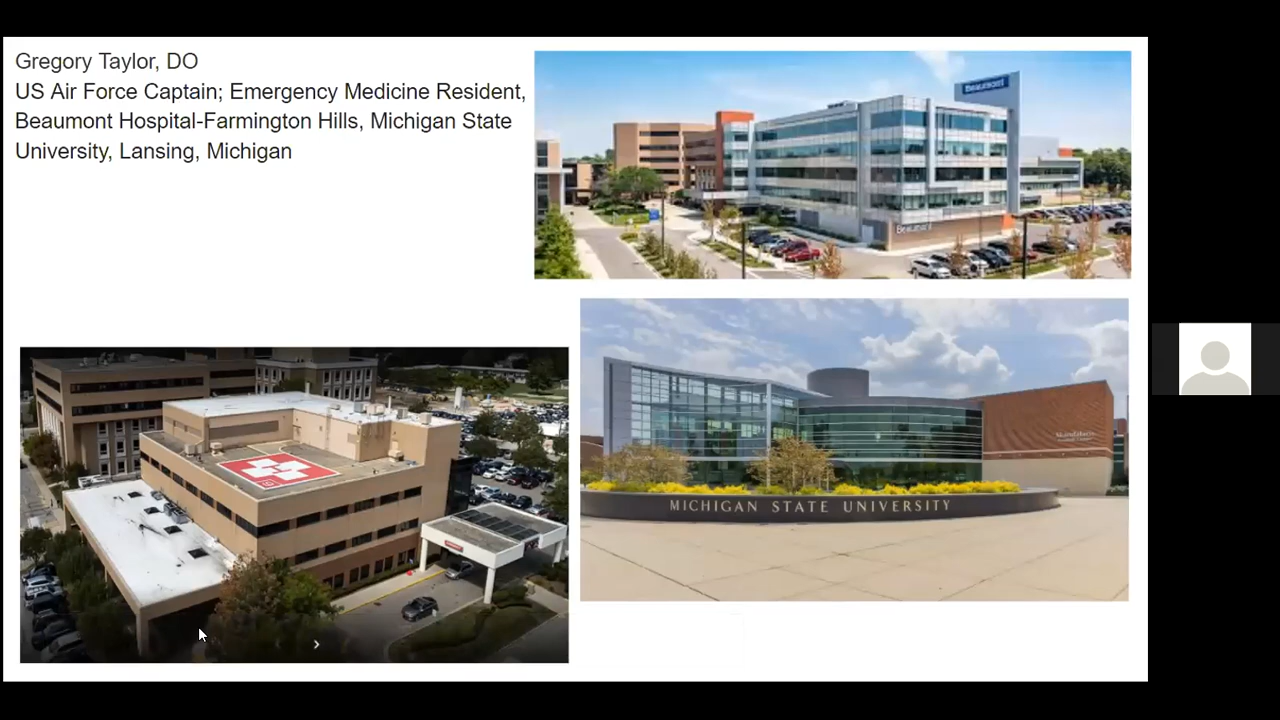 Gregory Taylor, DO
US Air Force Captain; Emergency Medicine Resident,
Beaumont Hospital-Farmington Hills, Michigan State
University, Lansing, Michigan
Beaumont
Beaumont
MICHIGAN STATE UNIVERSITY